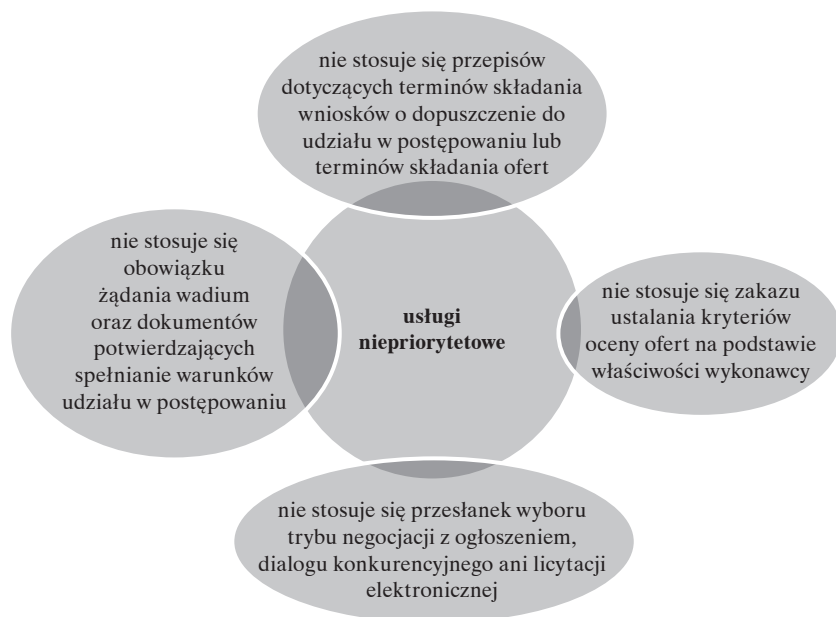 nie stosuje się przepisów
dotyczących terminów składania
wniosków o dopuszczenie do
udziału w postępowaniu lub
terminów składania ofert
nie stosuje się
obowiązku
żądania wadium
oraz dokumentów
potwierdzających
spełnianie warunków
udziału w postępowaniu
usługi
niepriorytetowe
nie stosuje się zakazu
ustalania kryteriów
oceny ofert na podstawie
właściwości wykonawcy
nie stosuje się przesłanek wyboru
trybu negocjacji z ogłoszeniem,
dialogu konkurencyjnego ani licytacji
elektronicznej